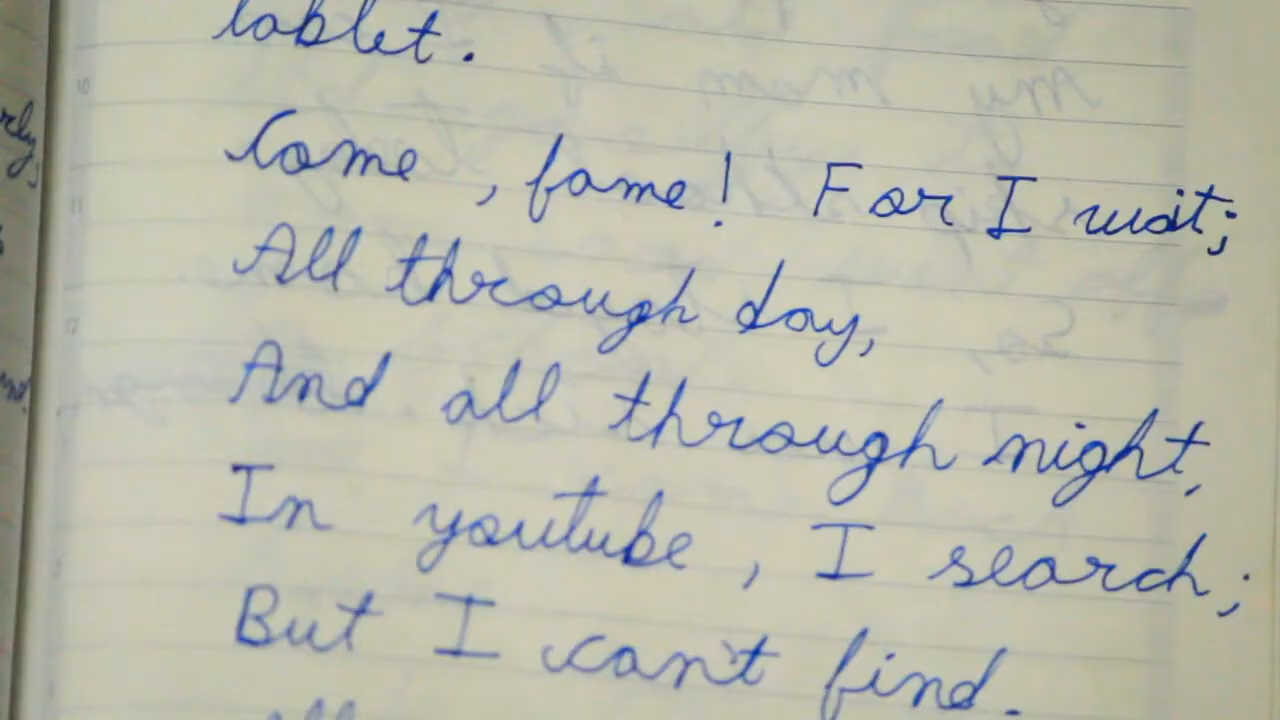 tablet.
Come, fame! For I wait;
All through day,
And all through night,
In youtube, I search;
But I can't find.